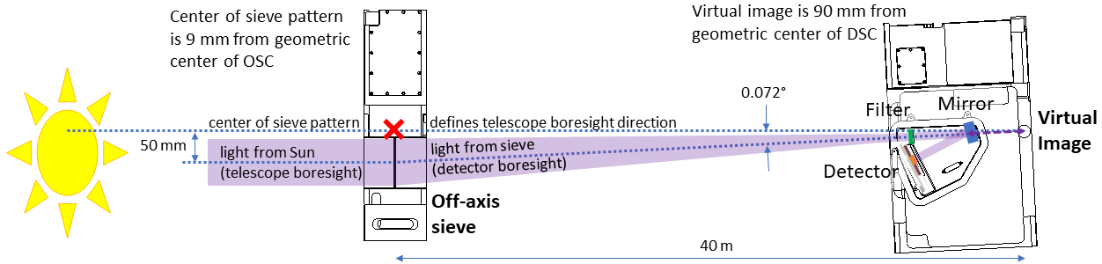 Center of sieve pattern
is 9 mm from geometric
center of OSC
Virtual image is 90 mm from
geometric center of DSC
0.072°
Filter
Mirror
center of sieve pattern
defines telescope boresight direction
Virtual
Image
50 mm
light from Sun
(telescope boresight)
light from sieve
(detector boresight)
Detector
Off-axis
sieve
40 m